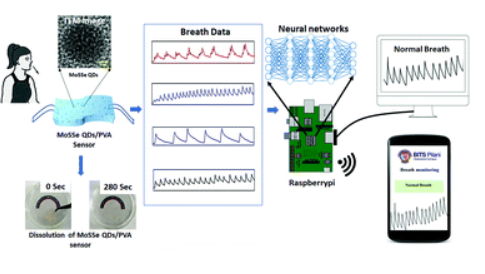 TEM Image
MoSSe QDs
MoSSe QDs/PVA
Sensor
0 Sec
280 Sec
Dissolution of MoSSe QDs/PVA
sensor
Breath Data
Neural networks
Raspberrypi
Normal Breath
BITS Pilani
Breath monitoring
Normal Breath